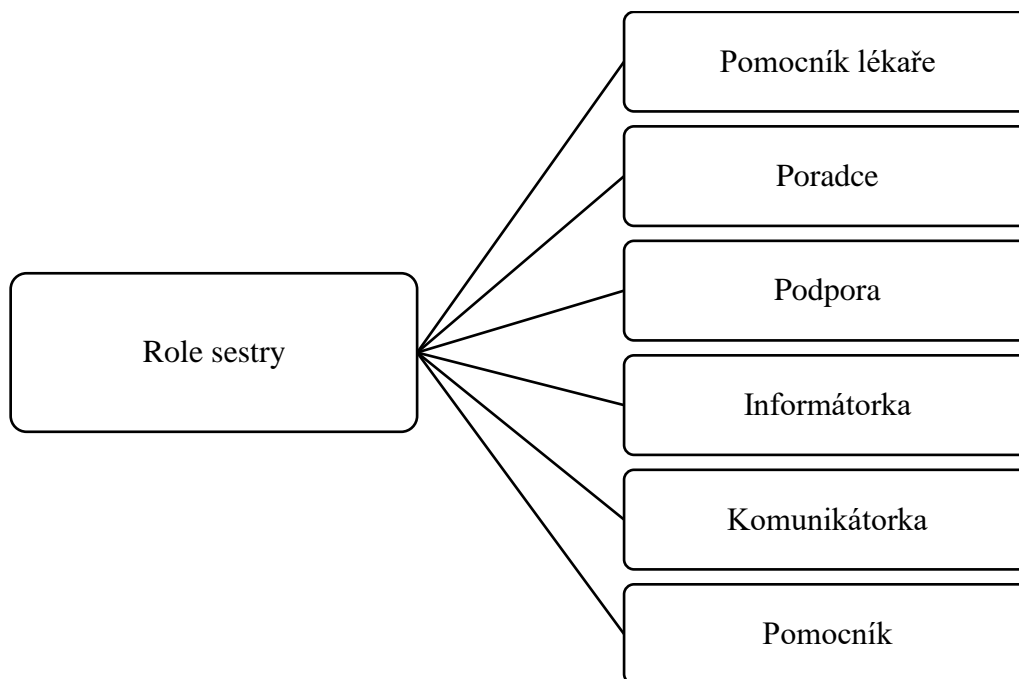 Role sestry
Pomocník lékaře
Poradce
Podpora
Informátorka
Komunikátorka
Pomocník